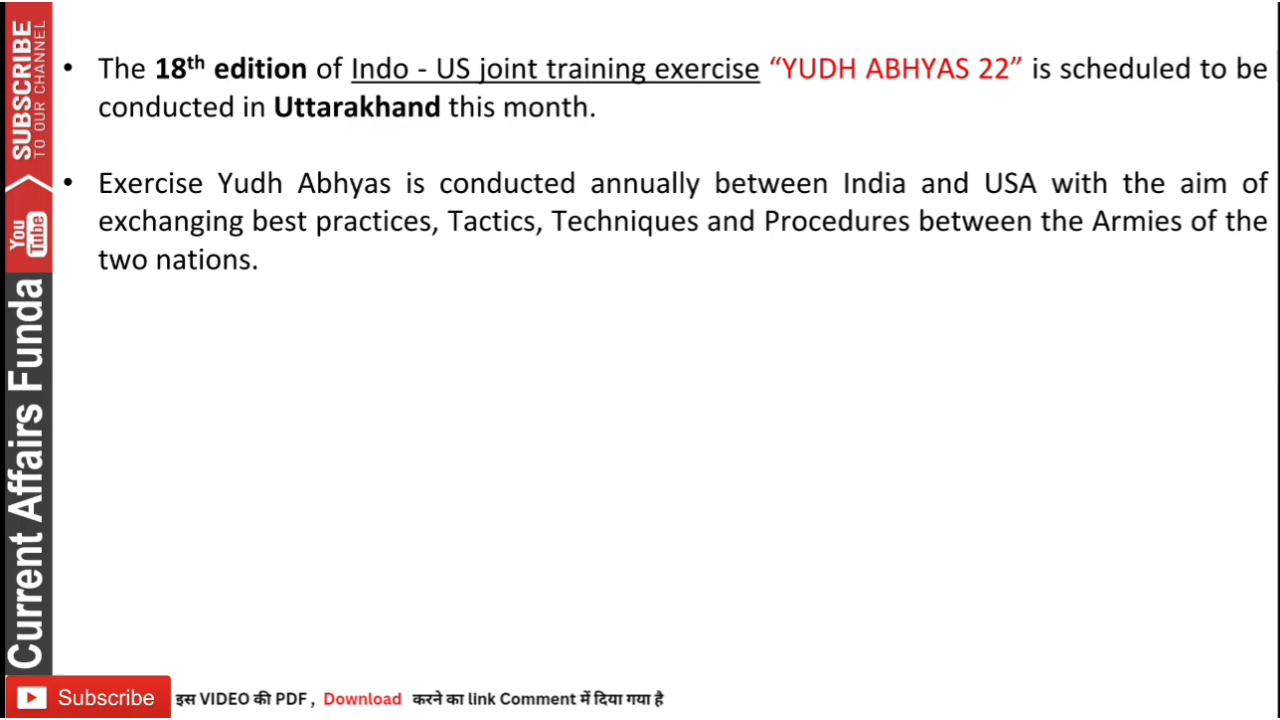 • The 18th edition of Indo - US joint training exercise “YUDH ABHYAS 22” is scheduled to be
conducted in Uttarakhand this month.
• Exercise Yudh Abhyas is conducted annually between India and USA with the aim of
exchanging best practices, Tactics, Techniques and Procedures between the Armies of the
two nations.
SUBSCRIBE
TO OUR CHANNEL
You
Tube
Current Affairs Funda
Subscribe
इस VIDEO की PDF , Download करने का link Comment में दिया गया है